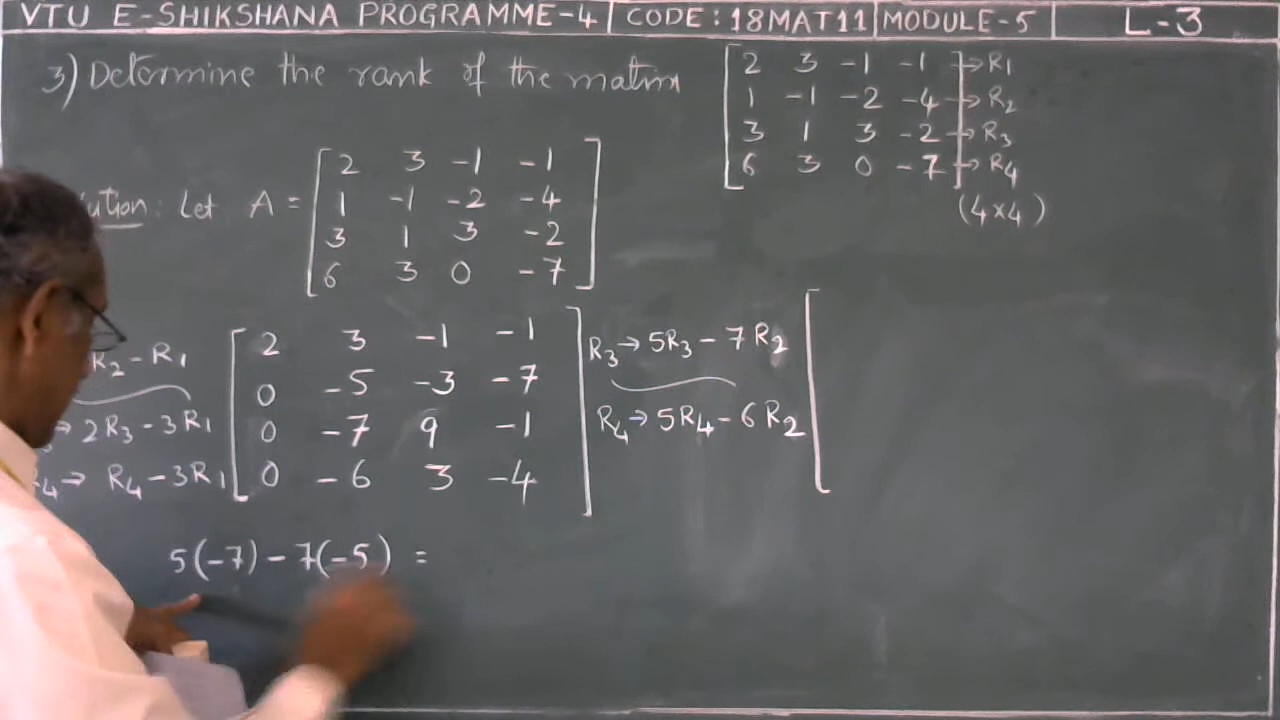 VTU E-SHIKSHANA PROGRAMME-4 CODE: 18MAT11 MODULE-5 L-3
3) Determine the rank of the matrix
2 3 -1 -1 → R1
1 -1 -2 -4 → R2
3 1 3 -2 → R3
6 3 0 -7 → R4
(4×4)
Let A =
2 3 -1 -1
1 -1 -2 -4
3 1 3 -2
6 3 0 -7
R2 - R1
→ 2R3 - 3R1
R4 → R4 - 3R1
2 3 -1 -1
0 -5 -3 -7
0 -7 9 -1
0 -6 3 -4
R3 → 5R3 - 7R2
R4 → 5R4 - 6R2
5(-7) - 7(-5) =